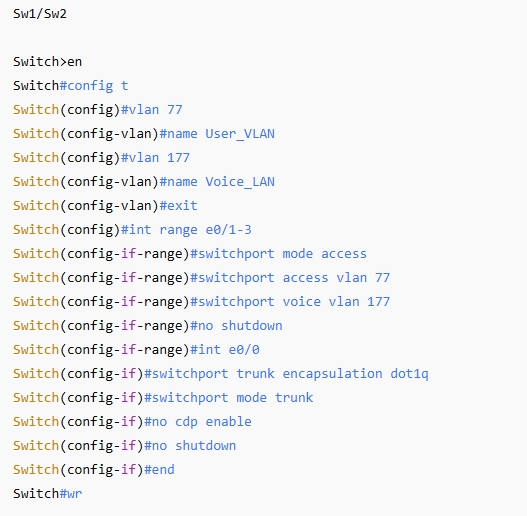 Sw1/Sw2
Switch>en
Switch#config t
Switch(config)#vlan 77
Switch(config-vlan)#name User_VLAN
Switch(config)#vlan 177
Switch(config-vlan)#name Voice_LAN
Switch(config-vlan)#exit
Switch(config)#int range e0/1-3
Switch(config-if-range)#switchport mode access
Switch(config-if-range)#switchport access vlan 77
Switch(config-if-range)#switchport voice vlan 177
Switch(config-if-range)#no shutdown
Switch(config-if-range)#int e0/0
Switch(config-if)#switchport trunk encapsulation dot1q
Switch(config-if)#switchport mode trunk
Switch(config-if)#no cdp enable
Switch(config-if)#no shutdown
Switch(config-if)#end
Switch#wr